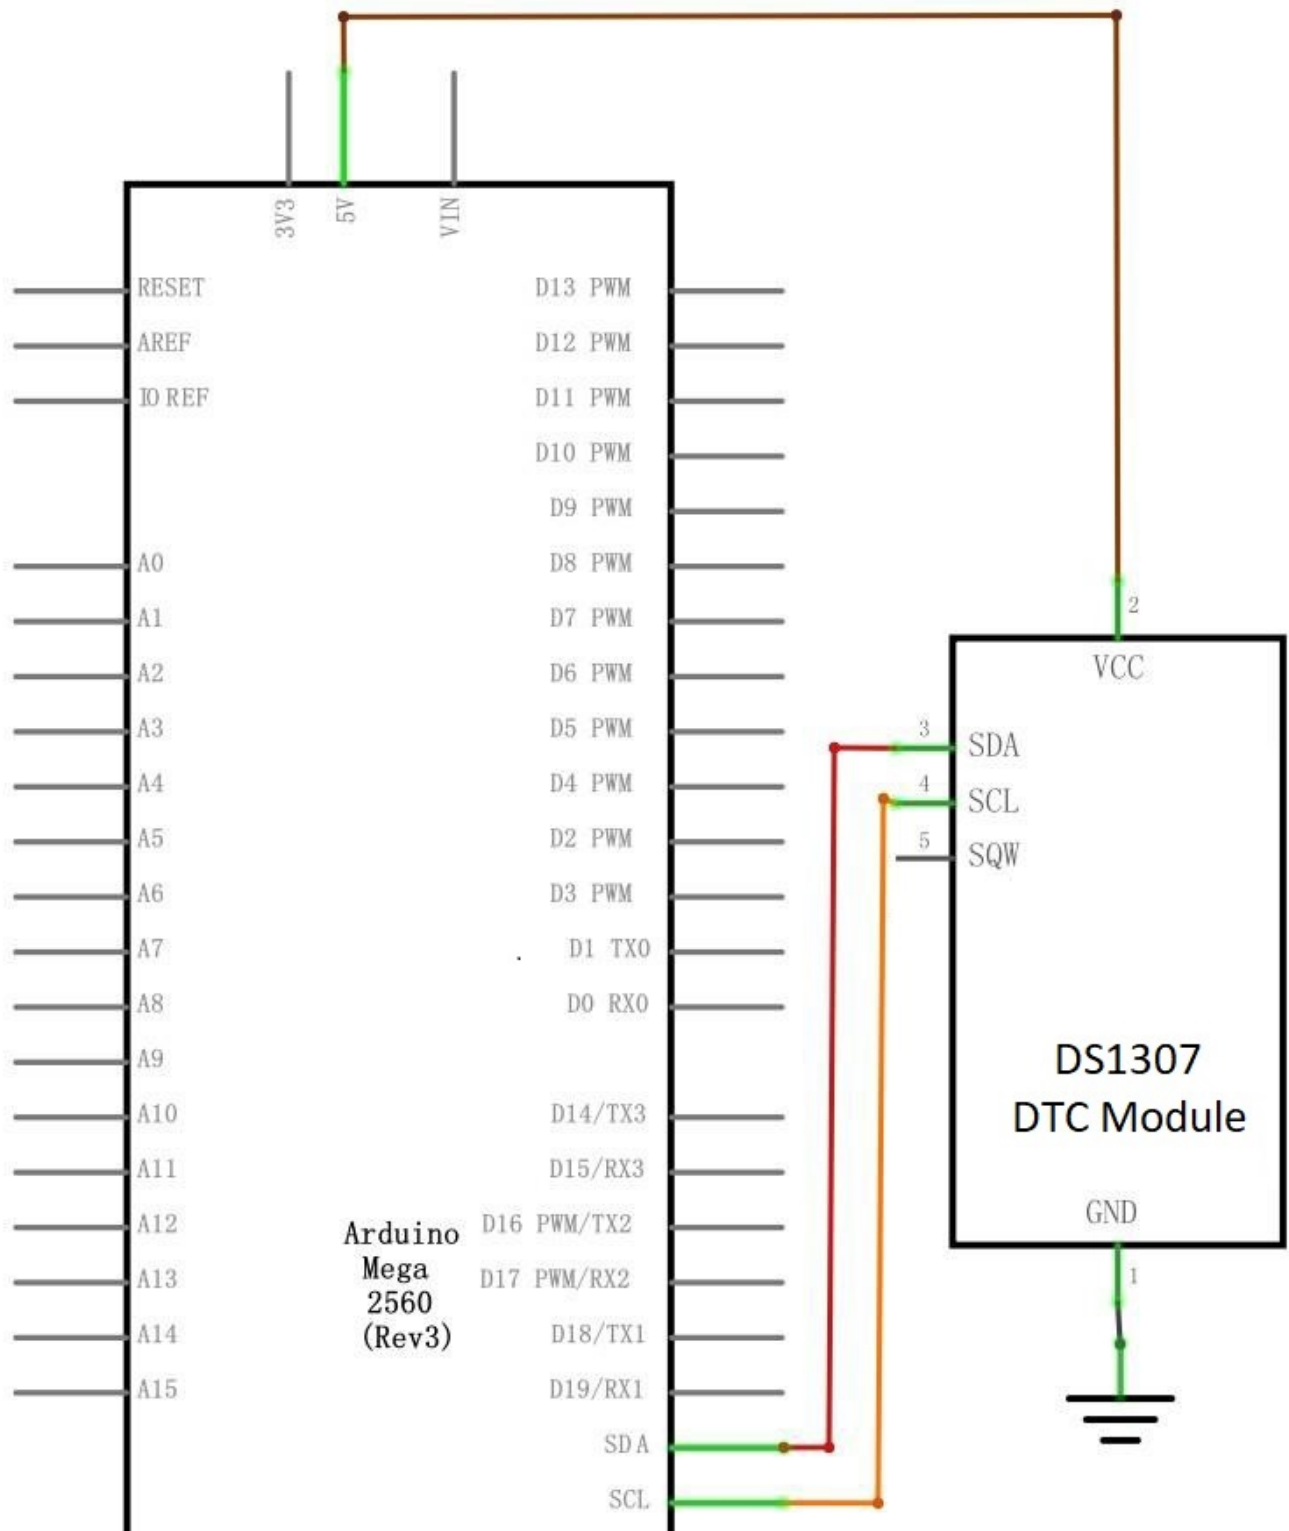 3V3
5V
VIN
RESET
AREF
IO REF
A0
A1
A2
A3
A4
A5
A6
A7
A8
A9
A10
A11
A12
A13
A14
A15
D13 PWM
D12 PWM
D11 PWM
D10 PWM
D9 PWM
D8 PWM
D7 PWM
D6 PWM
D5 PWM
D4 PWM
D2 PWM
D3 PWM
D1 TX0
D0 RX0
D14/TX3
D15/RX3
D16 PWM/TX2
D17 PWM/RX2
D18/TX1
D19/RX1
SDA
SCL
Arduino
Mega
2560
(Rev3)
2
VCC
3
SDA
4
SCL
5
SQW
DS1307
DTC Module
GND
1